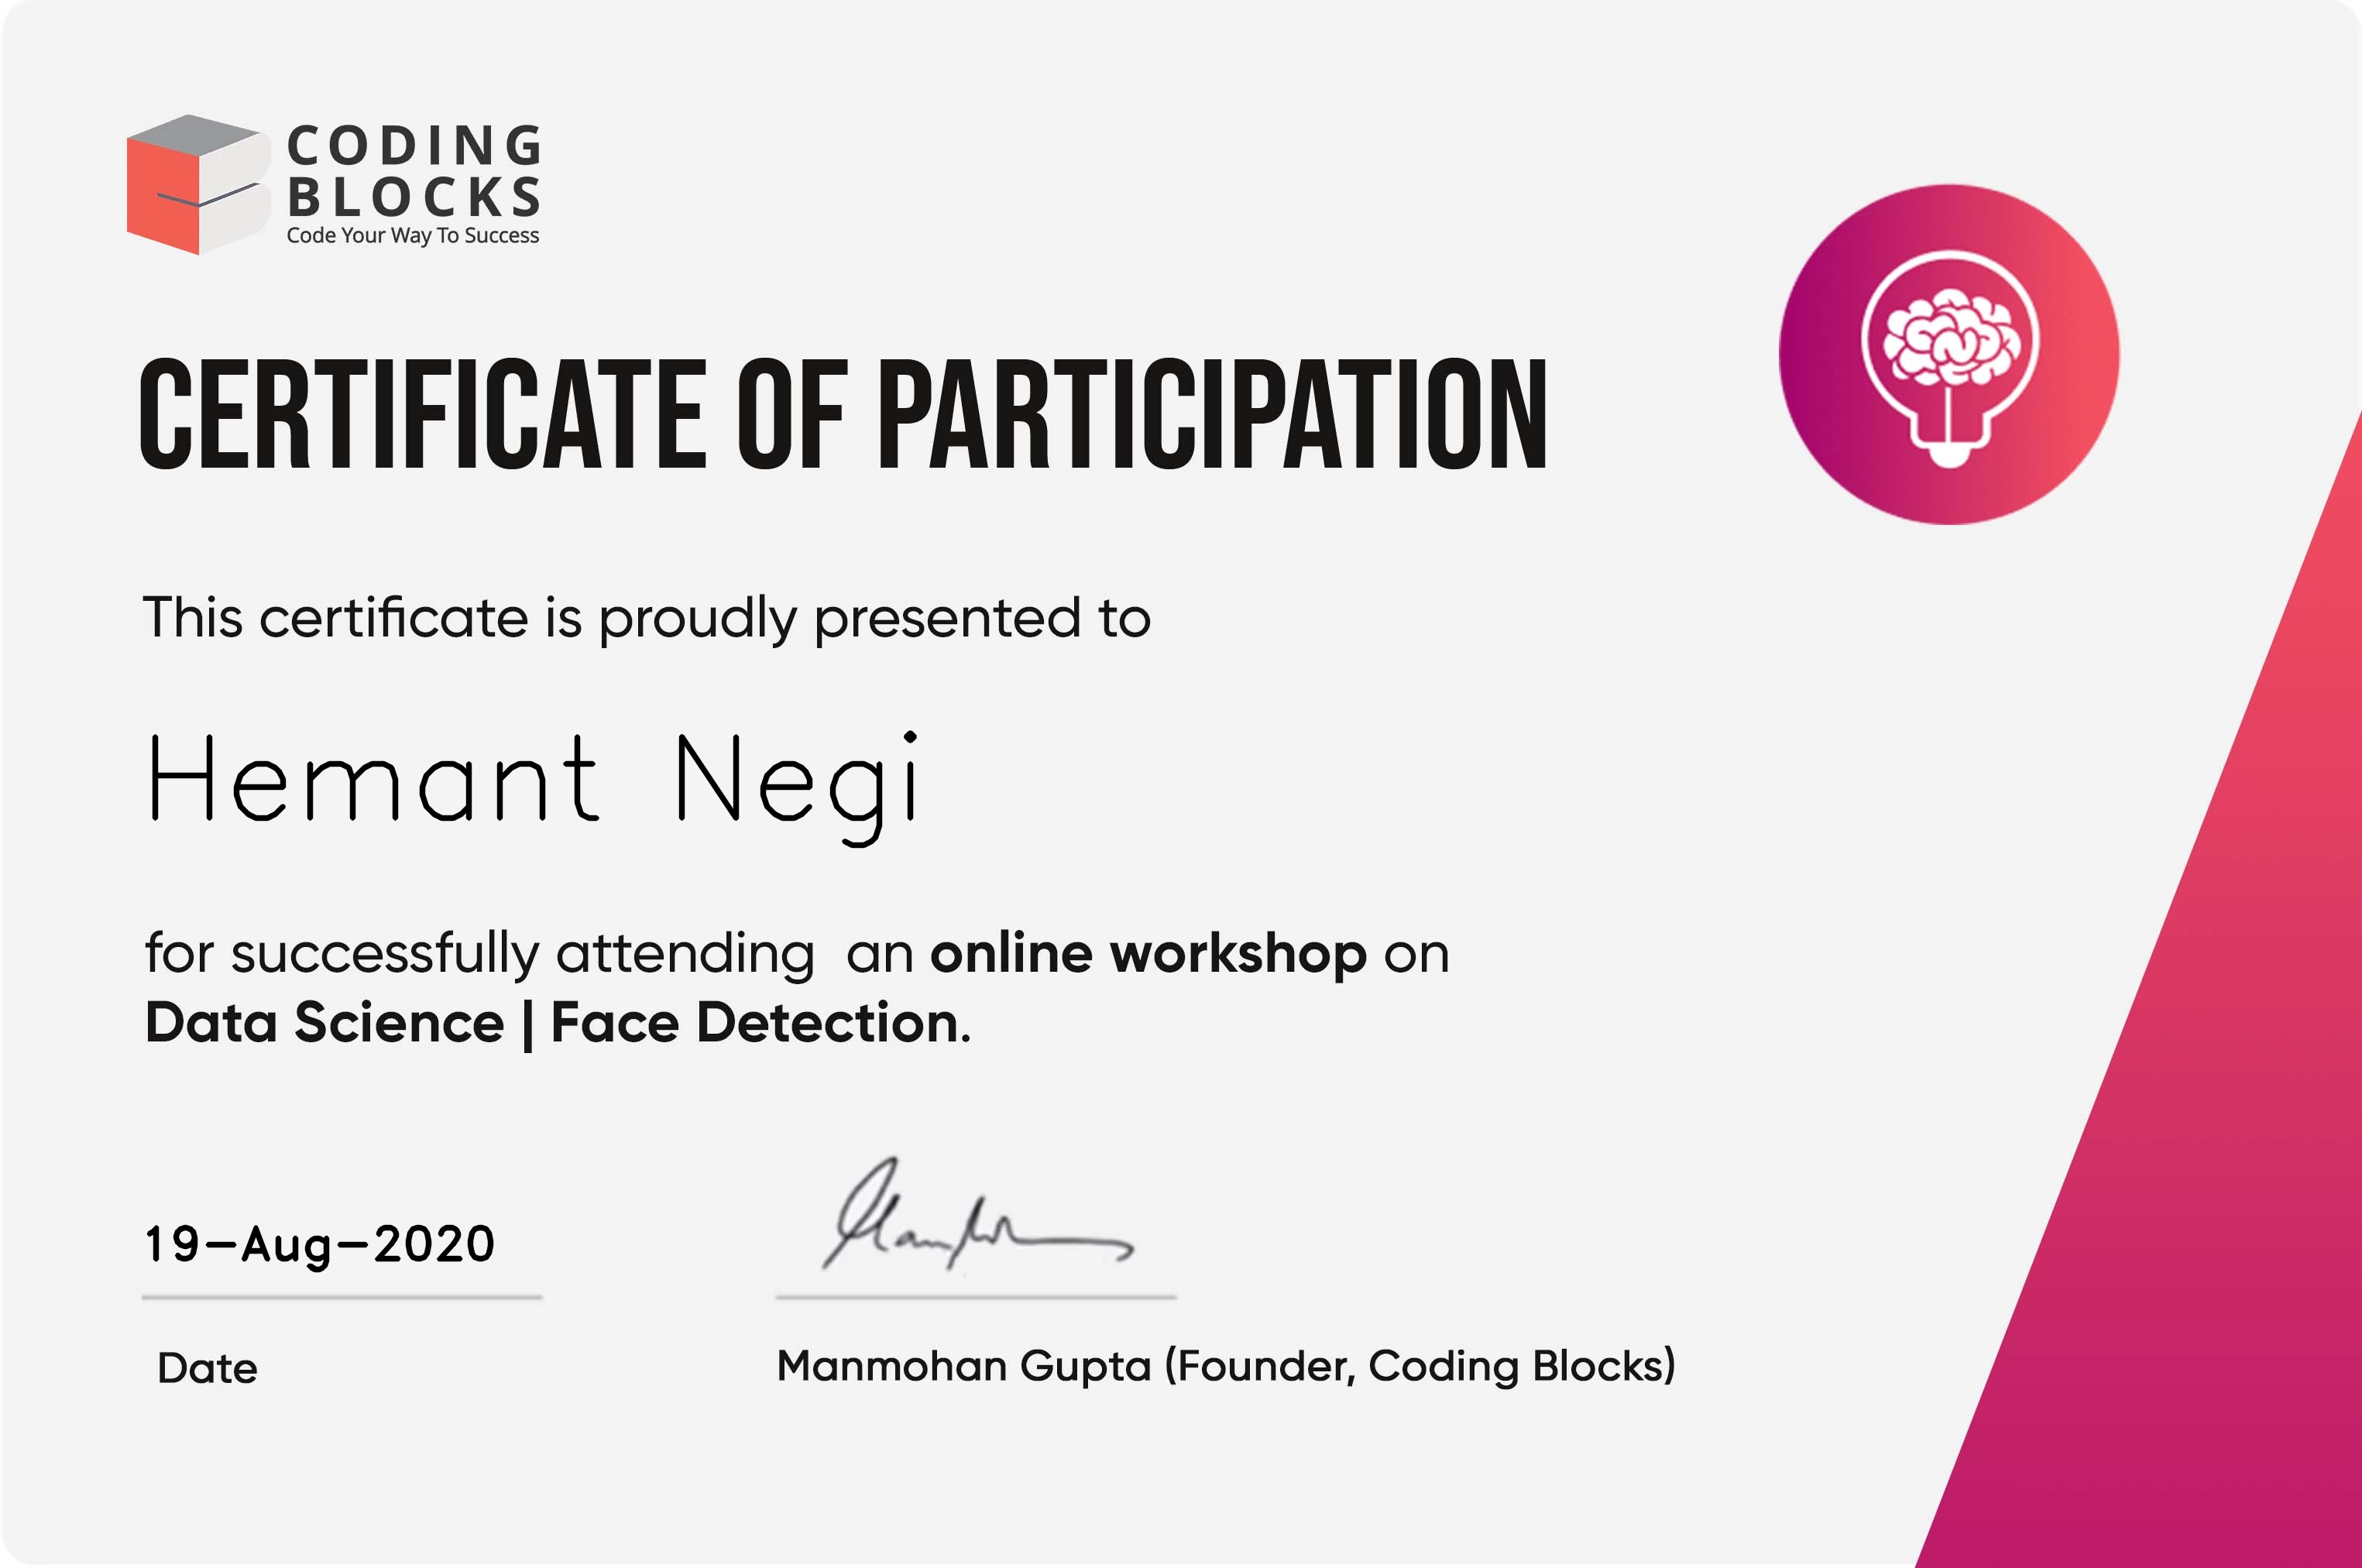 CODING
BLOCKS
Code Your Way To Success
CERTIFICATE OF PARTICIPATION
This certificate is proudly presented to
Hemant Negi
for successfully attending an online workshop on
Data Science | Face Detection.
19-Aug-2020
Date
Manmohan Gupta (Founder, Coding Blocks)